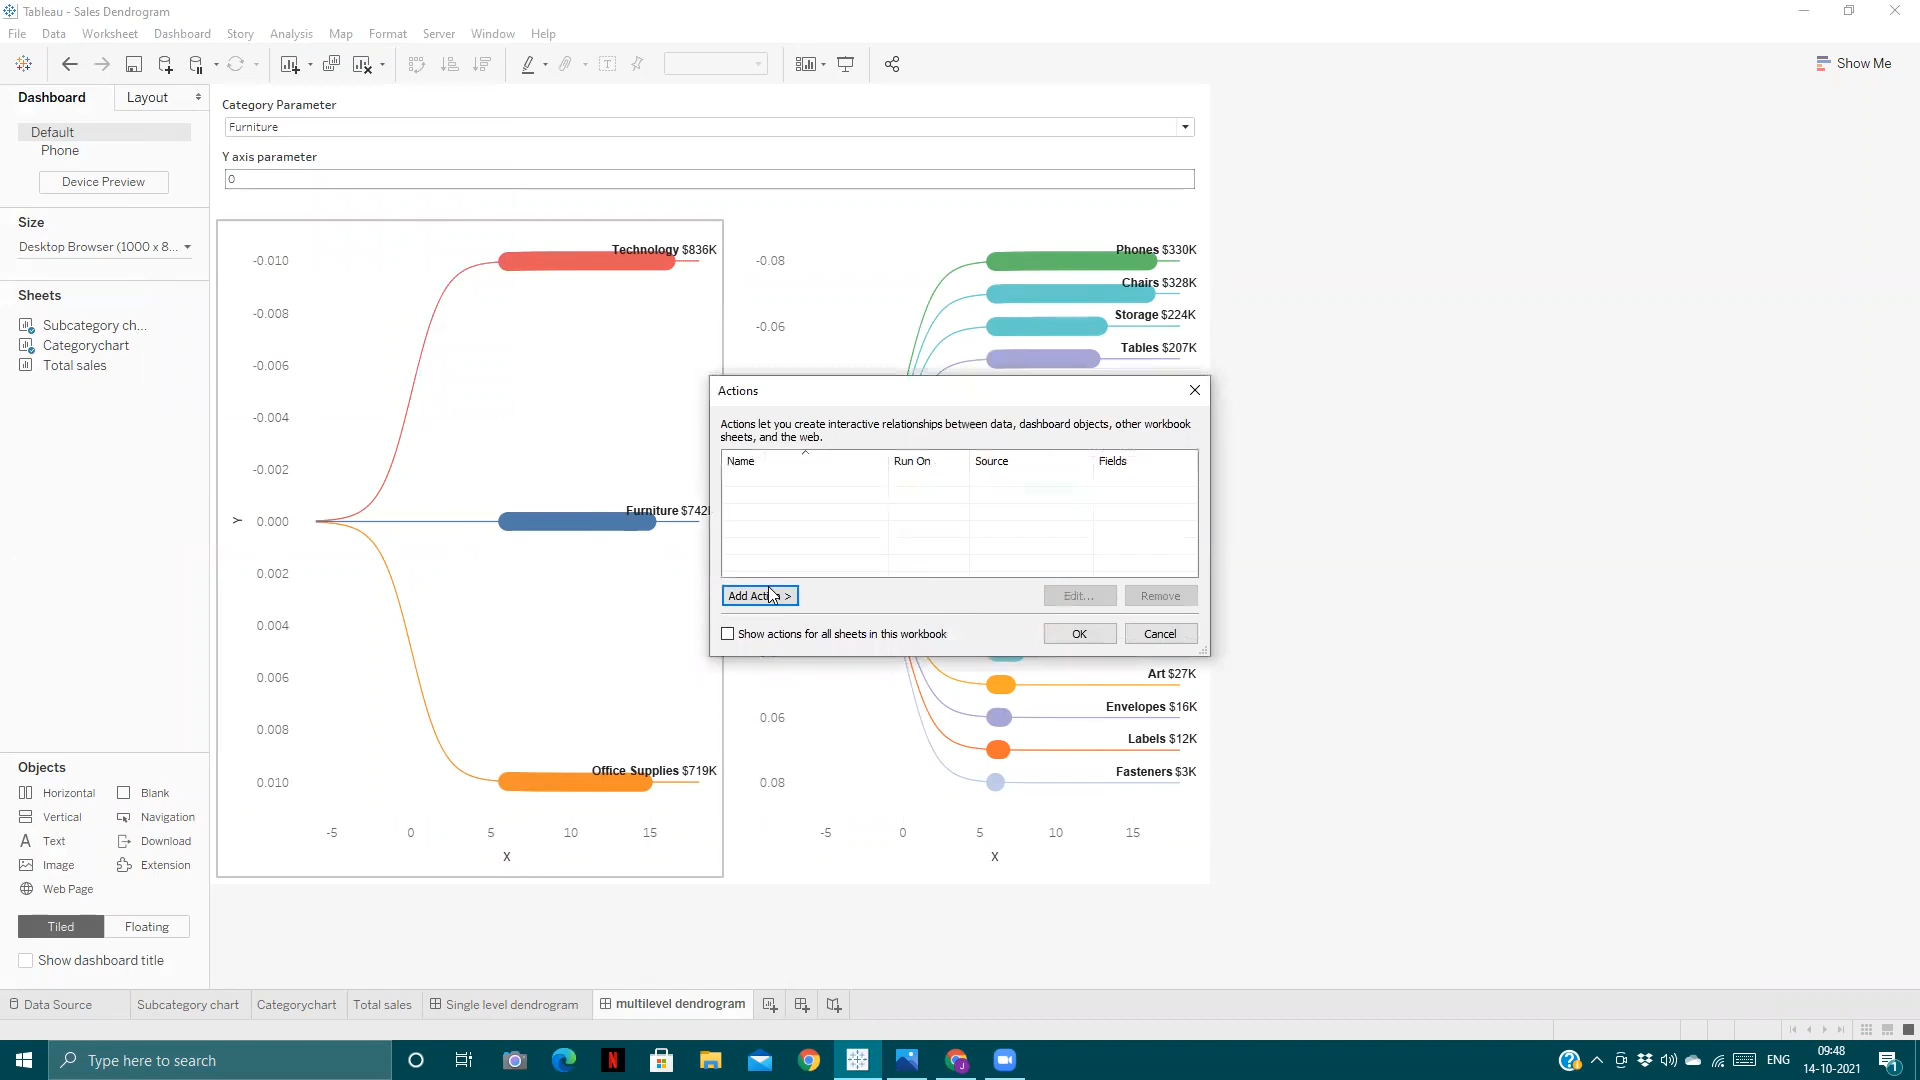 Tableau - Sales Dendrogram
File Data Worksheet Dashboard Story Analysis Map Format Server Window Help
Show Me
Dashboard Layout
Default
Phone
Device Preview
Size
Desktop Browser (1000 x 8...
Sheets
Subcategory ch...
Categorychart
Total sales
Objects
Horizontal Blank
Vertical Navigation
Text Download
Image Extension
Web Page
Tiled Floating
Show dashboard title
Category Parameter
Furniture
Y axis parameter
0
Technology $836K
-0.010
-0.008
-0.006
-0.004
-0.002
Furniture $742
Y 0.000
0.002
0.004
0.006
0.008
Office Supplies $719K
0.010
-5 0 5 10 15
X
Phones $330K
-0.08
Chairs $328K
Storage $224K
-0.06
Tables $207K
Actions
Actions let you create interactive relationships between data, dashboard objects, other workbook
sheets, and the web.
Name Run On Source Fields
Add Action >
Edit... Remove
Show actions for all sheets in this workbook
OK Cancel
Art $27K
Envelopes $16K
0.06
Labels $12K
Fasteners $3K
0.08
-5 0 5 10 15
X
Data Source Subcategory chart Categorychart Total sales Single level dendrogram multilevel dendrogram
Type here to search
ENG
09:48
14-10-2021
1